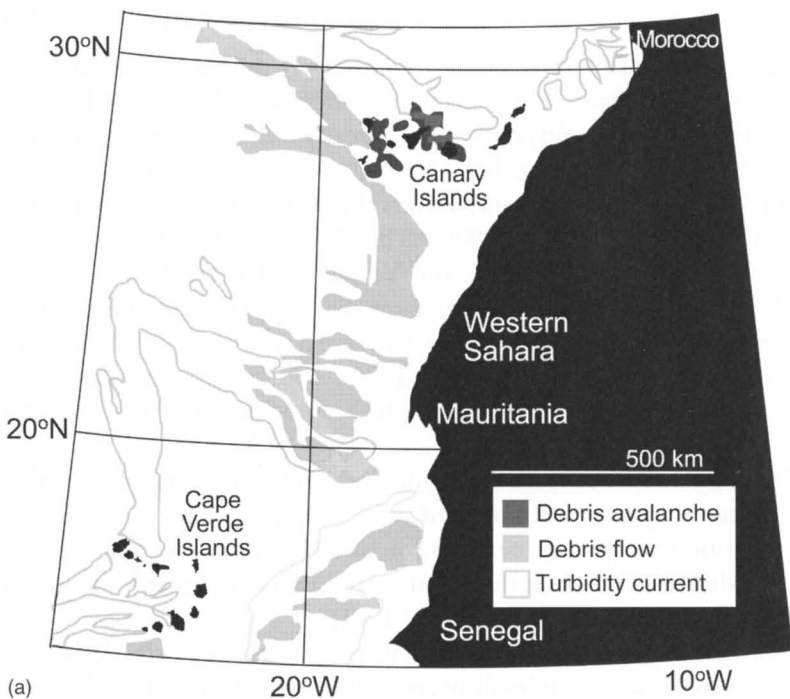 30°N
Morocco
Canary
Islands
Western
Sahara
Mauritania
20°N
500 km
Cape
Verde
Islands
Debris avalanche
Debris flow
Turbidity current
Senegal
(a)
20°W
10°W